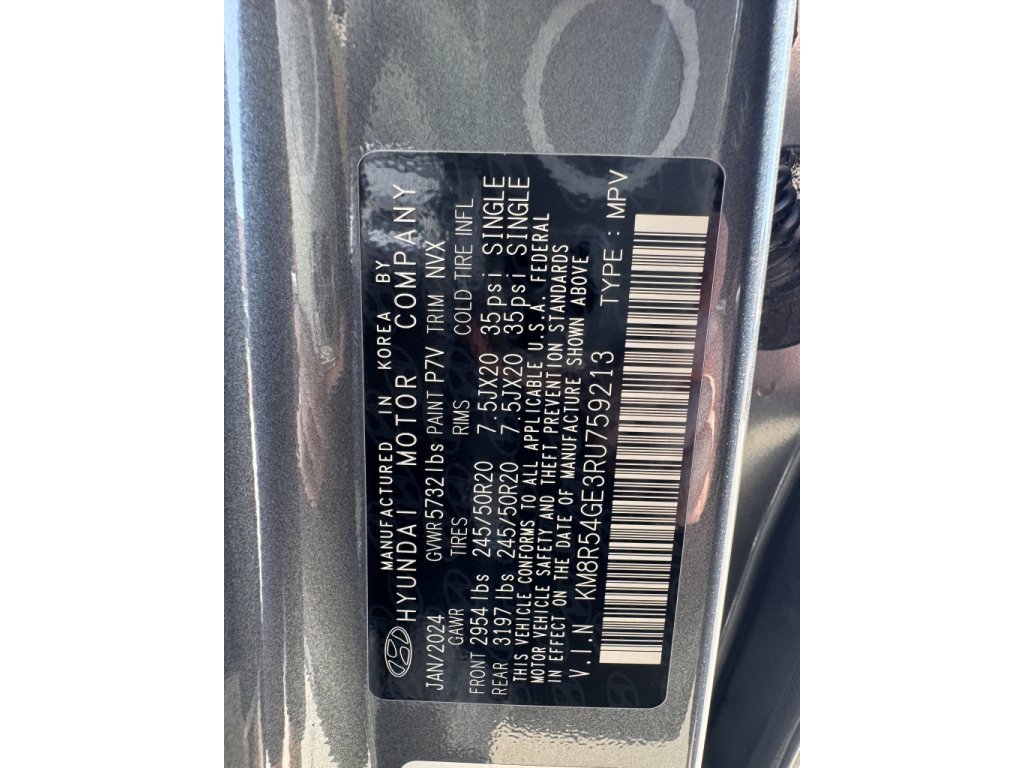 MANUFACTURED IN KOREA BY
HYUNDAI MOTOR COMPANY
JAN/2024 GVWR 5732 lbs PAINT P7V TRIM NVX
GAWR TIRES RIMS COLD TIRE INFL
FRONT 2954 lbs 245/50R20 7.5JX20 35psi SINGLE
REAR 3197 lbs 245/50R20 7.5JX20 35psi SINGLE
THIS VEHICLE CONFORMS TO ALL APPLICABLE U.S.A. FEDERAL
MOTOR VEHICLE SAFETY AND THEFT PREVENTION STANDARDS
IN EFFECT ON THE DATE OF MANUFACTURE SHOWN ABOVE
V.I.N KM8R54GE3RU759213 TYPE : MPV